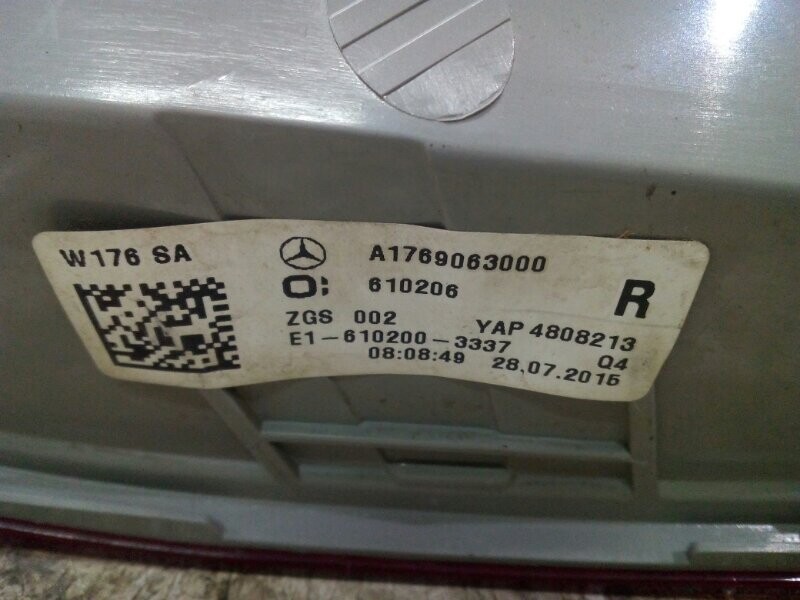 W176 SA
A1769063000
610206
R
ZGS 002 YAP 4808213
E1-610200-3337 Q4
08:08:49 28.07.2015